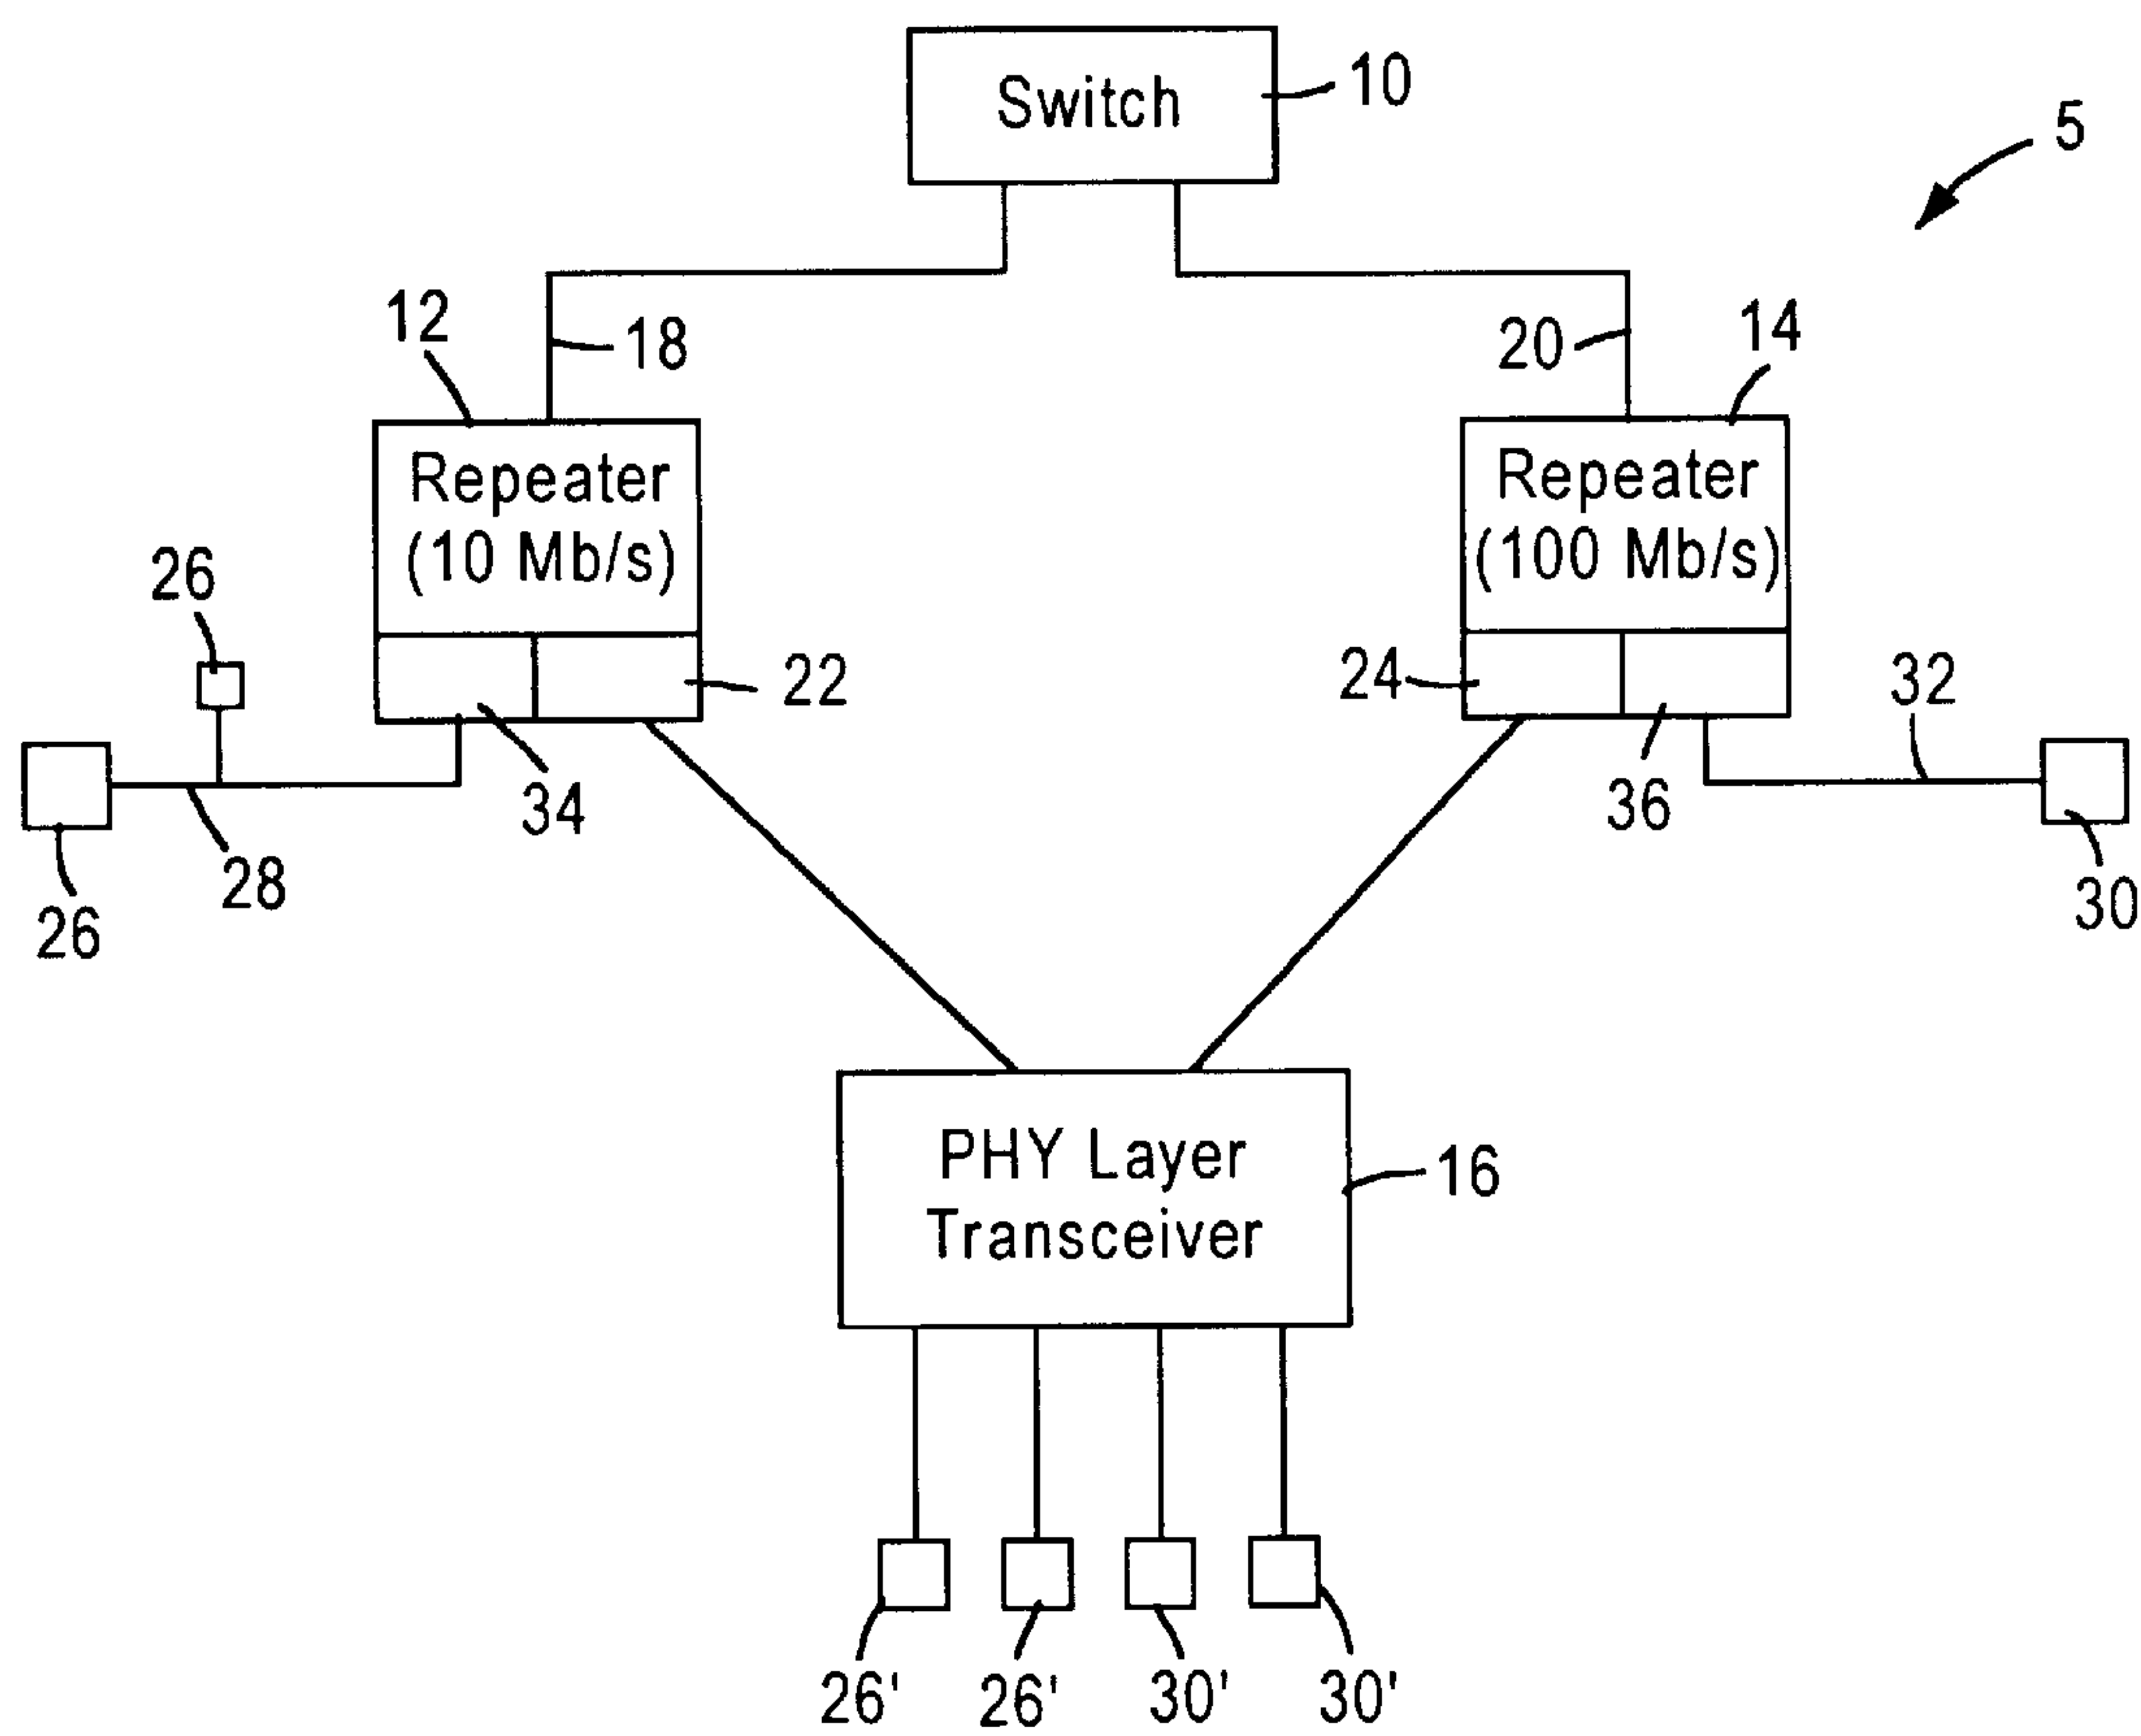 Switch
10
5
12
18
20
14
Repeater
(10 Mb/s)
Repeater
(100 Mb/s)
26
22
24
32
34
36
28
26
30
PHY Layer
Transceiver
16
26'
26'
30'
30'